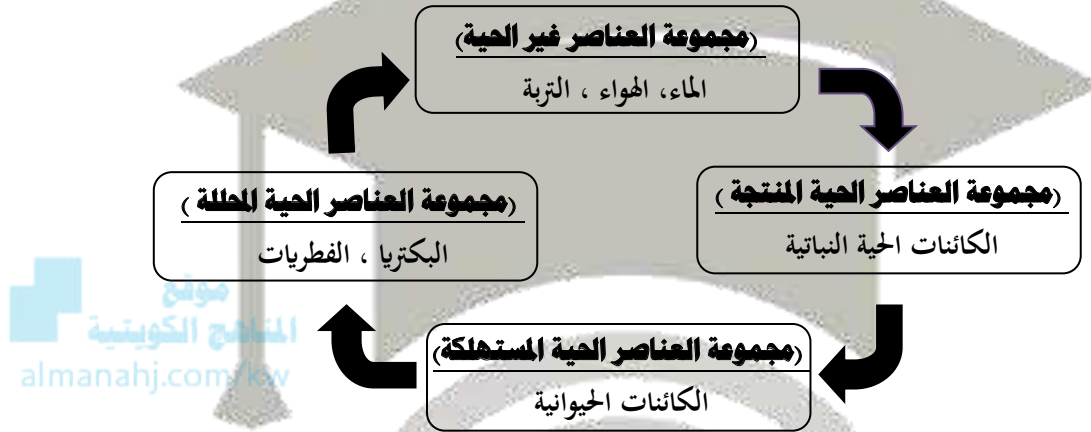 (مجموعة العناصر غير الحية)
الماء، الهواء ، التربة
(مجموعة العناصر الحية المنتجة )
الكائنات الحية النباتية
(مجموعة العناصر الحية المحللة )
البكتريا ، الفطريات
(مجموعة العناصر الحية المستهلكة)
الكائنات الحيوانية
موقع
المناهج الكويتية
almanahj.com/kw